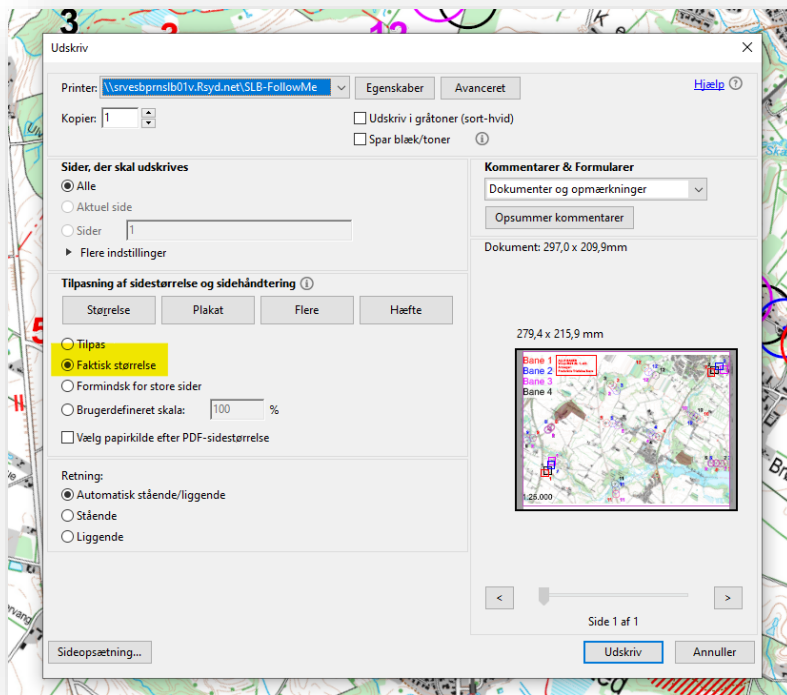 3
2
13
Udskriv
Printer: \\srvesbprnslb01v.Rsyd.net\SLB-FollowMe
Egenskaber
Avanceret
Hjælp
Kopier: 1
Udskriv i gråtoner (sort-hvid)
Spar blæk/toner
Sider, der skal udskrives
Alle
Aktuel side
Sider 1
Flere indstillinger
Kommentarer & Formularer
Dokumenter og opmærkninger
Opsummer kommentarer
Dokument: 297,0 x 209,9mm
Tilpasning af sidestørrelse og sidehåndtering
Størrelse
Plakat
Flere
Hæfte
Tilpas
Faktisk størrelse
Formindsk for store sider
Brugerdefineret skala: 100 %
Vælg papirkilde efter PDF-sidestørrelse
Retning:
Automatisk stående/liggende
Stående
Liggende
279,4 x 215,9 mm
Bane 1
Bane 2
Bane 3
Bane 4
1:25.000
<
>
Side 1 af 1
Sideopsætning...
Udskriv
Annuller